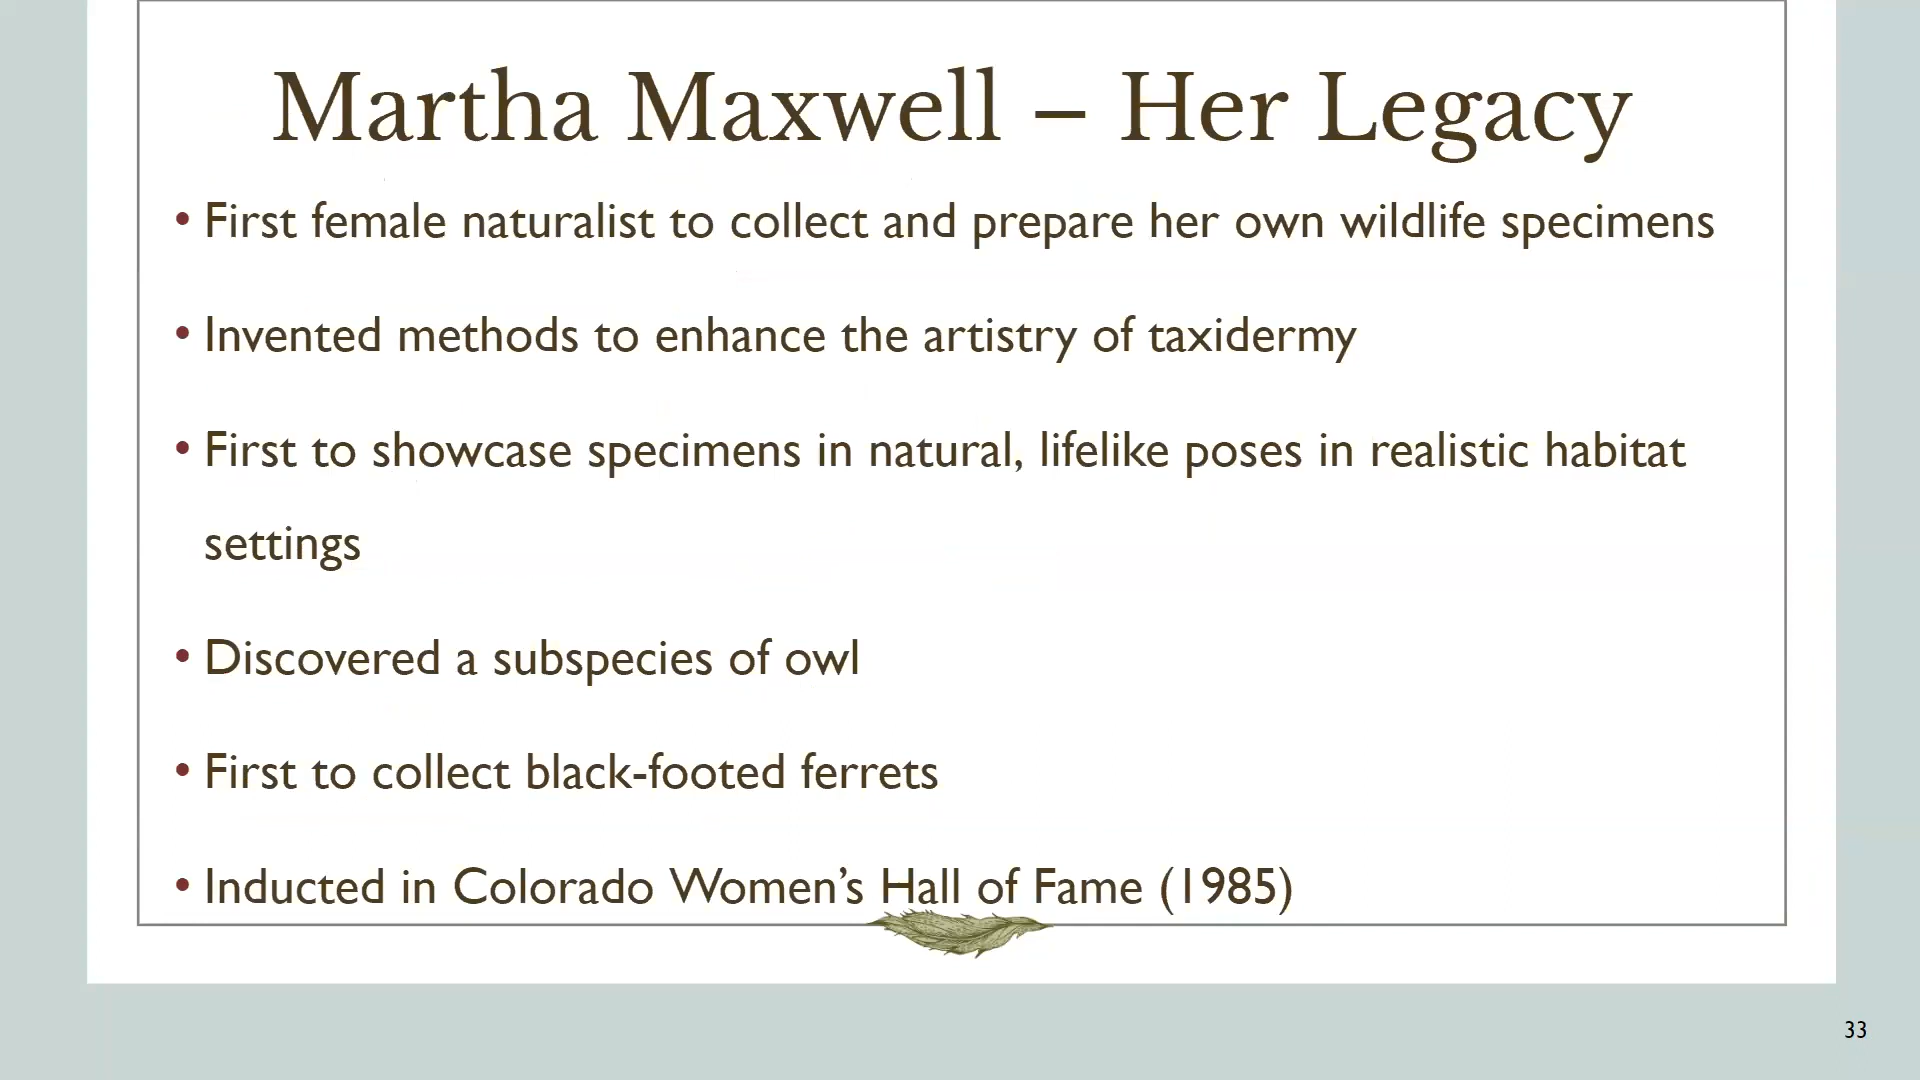 Martha Maxwell – Her Legacy
• First female naturalist to collect and prepare her own wildlife specimens
• Invented methods to enhance the artistry of taxidermy
• First to showcase specimens in natural, lifelike poses in realistic habitat
settings
• Discovered a subspecies of owl
• First to collect black-footed ferrets
• Inducted in Colorado Women’s Hall of Fame (1985)
33